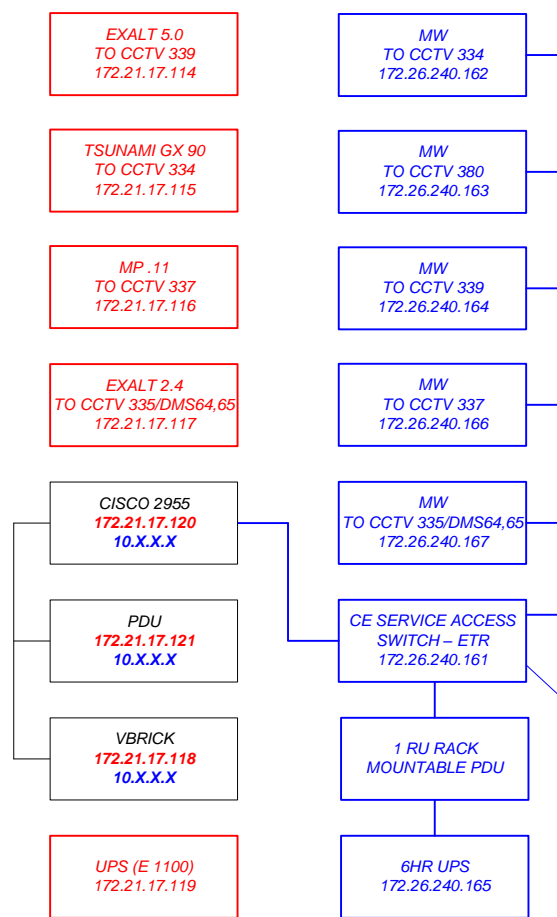 EXALT 5.0
TO CCTV 339
172.21.17.114
TSUNAMI GX 90
TO CCTV 334
172.21.17.115
MP .11
TO CCTV 337
172.21.17.116
EXALT 2.4
TO CCTV 335/DMS64,65
172.21.17.117
CISCO 2955
172.21.17.120
10.X.X.X
PDU
172.21.17.121
10.X.X.X
VBRICK
172.21.17.118
10.X.X.X
UPS (E 1100)
172.21.17.119
MW
TO CCTV 334
172.26.240.162
MW
TO CCTV 380
172.26.240.163
MW
TO CCTV 339
172.26.240.164
MW
TO CCTV 337
172.26.240.166
MW
TO CCTV 335/DMS64,65
172.26.240.167
CE SERVICE ACCESS
SWITCH – ETR
172.26.240.161
1 RU RACK
MOUNTABLE PDU
6HR UPS
172.26.240.165